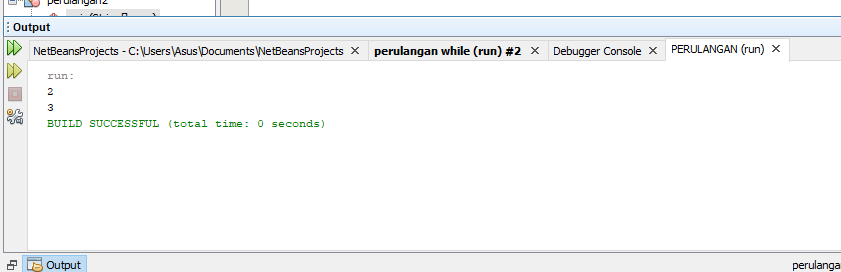 perulangan2
Output
NetBeansProjects - C:\Users\Asus\Documents\NetBeansProjects
perulangan while (run) #2
Debugger Console
PERULANGAN (run)
run:
2
3
BUILD SUCCESSFUL (total time: 0 seconds)
Output